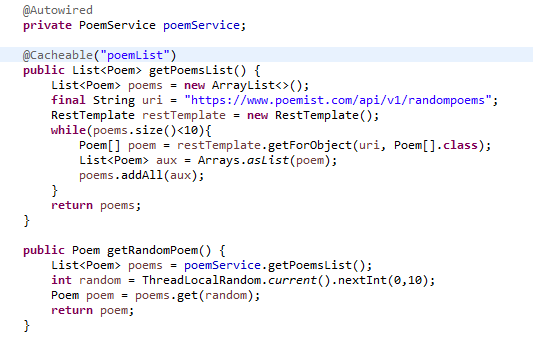 @Autowired
private PoemService poemService;
@Cacheable("poemList")
public List<Poem> getPoemsList() {
List<Poem> poems = new ArrayList<>();
final String uri = "https://www.poemist.com/api/v1/randompoems";
RestTemplate restTemplate = new RestTemplate();
while(poems.size()<10){
Poem[] poem = restTemplate.getForObject(uri, Poem[].class);
List<Poem> aux = Arrays.asList(poem);
poems.addAll(aux);
}
return poems;
}
public Poem getRandomPoem() {
List<Poem> poems = poemService.getPoemsList();
int random = ThreadLocalRandom.current().nextInt(0,10);
Poem poem = poems.get(random);
return poem;
}